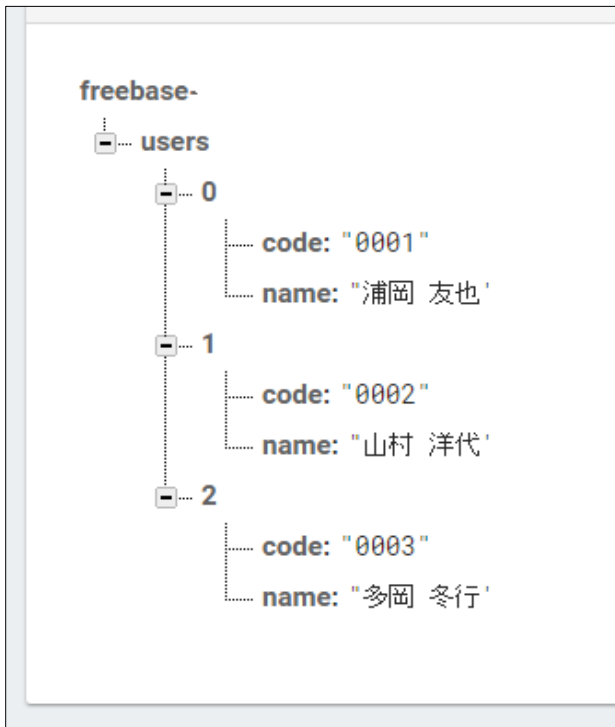 freebase-
users
0
code: "0001"
name: "浦岡 友也'
1
code: "0002"
name: "山村 洋代'
2
code: "0003"
name: "多岡 冬行'